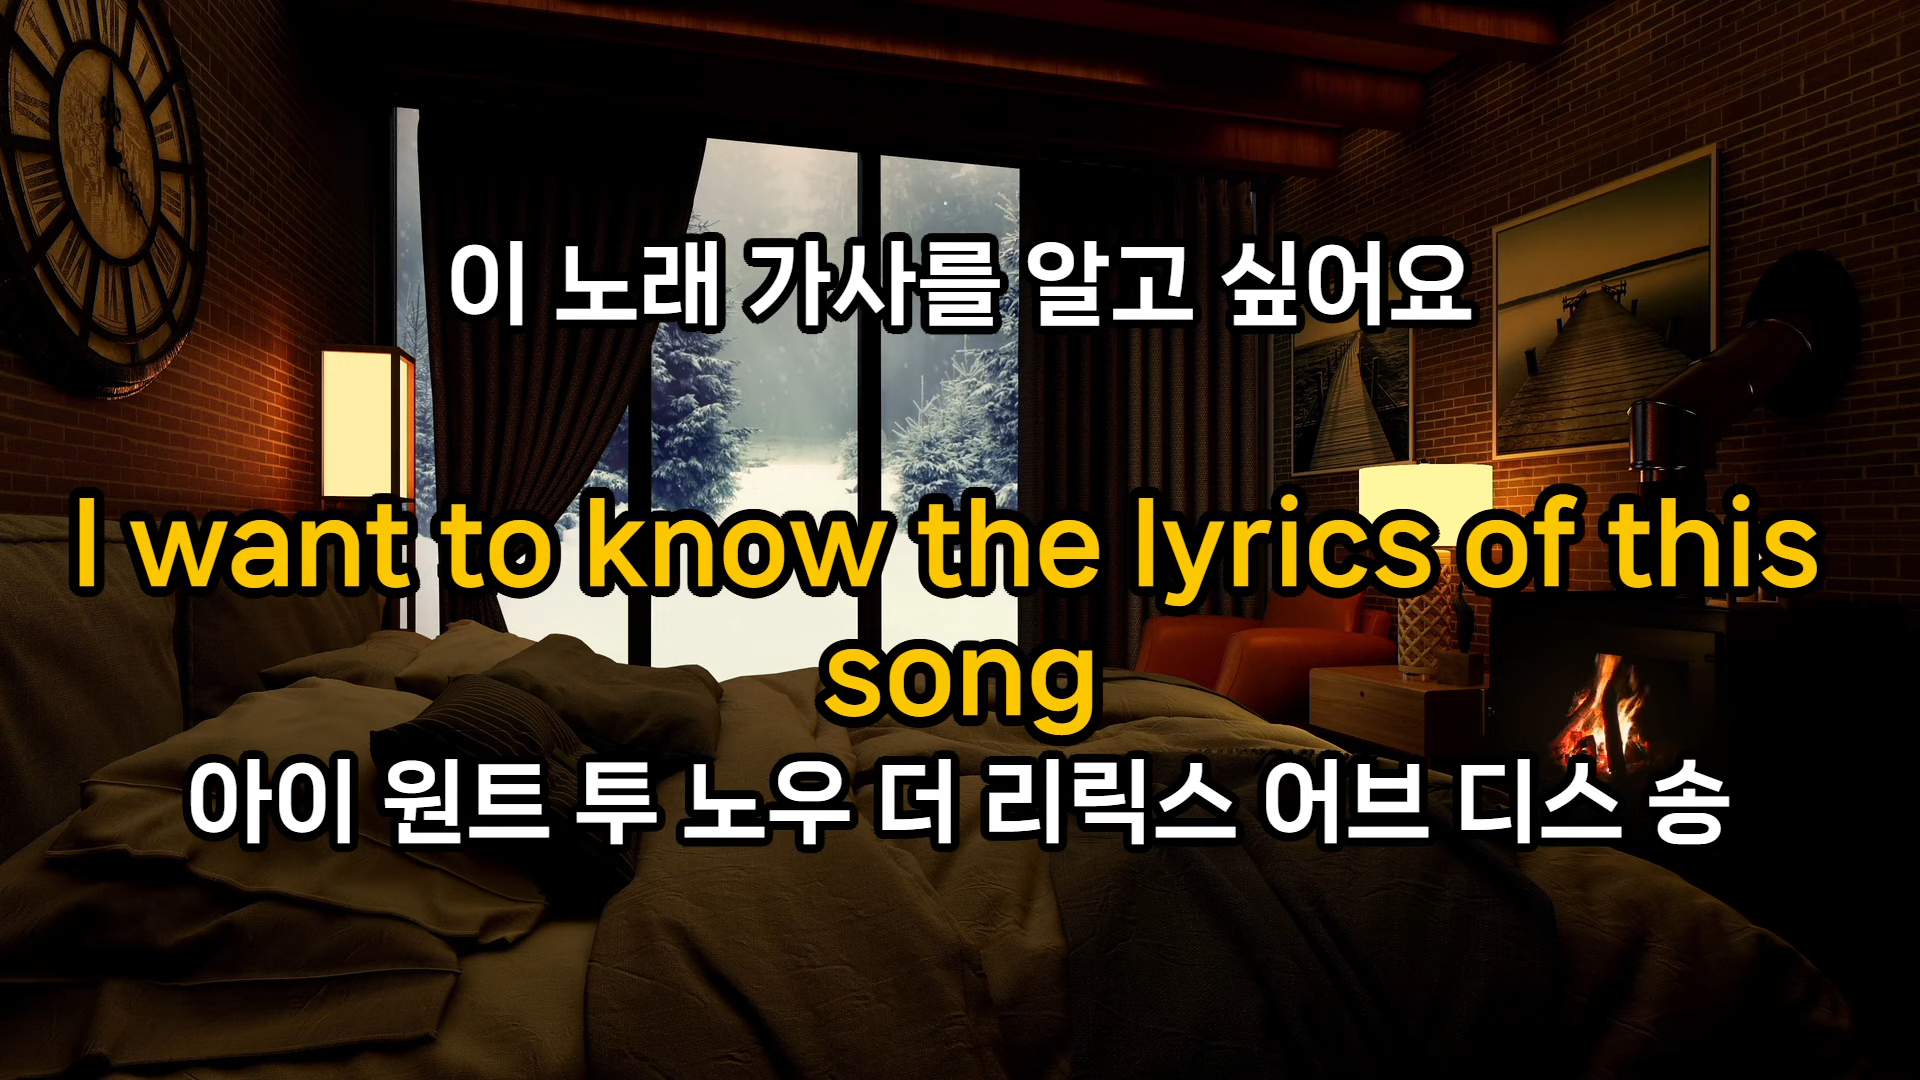 이 노래 가사를 알고 싶어요
I want to know the lyrics of this
song
아이 원트 투 노우 더 리릭스 어브 디스 송